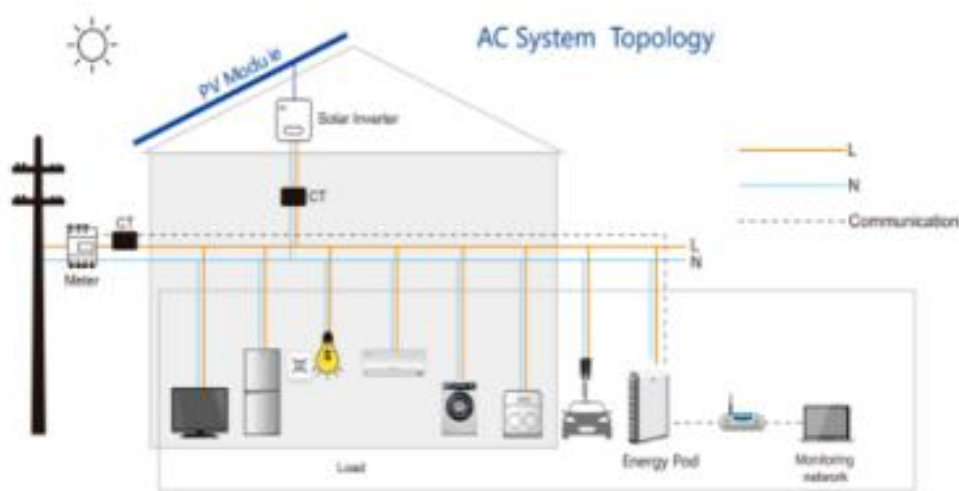 AC System Topology
PV Module
Solar Inverter
L
CT
N
CT
Communication
L
N
Meter
Load
Energy Pod
Monitoring
network